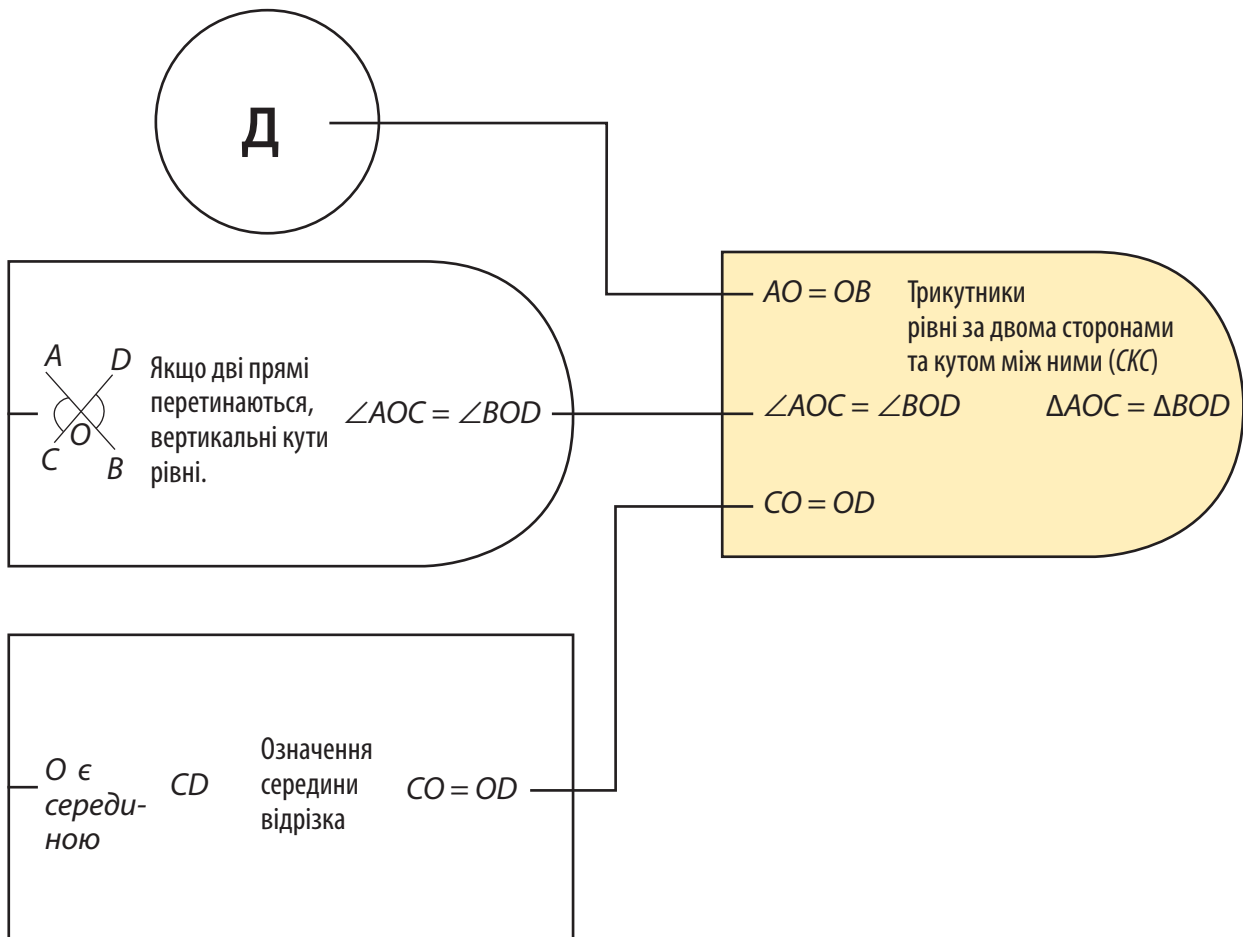 Д
AO = OB
Трикутники
рівні за двома сторонами
та кутом між ними (СКС)
∠AOC = ∠BOD
ΔAOC = ΔBOD
CO = OD
A
D
O
C
B
Якщо дві прямі
перетинаються,
вертикальні кути
рівні.
∠AOC = ∠BOD
O є
середи-
ною
CD
Означення
середини
відрізка
CO = OD